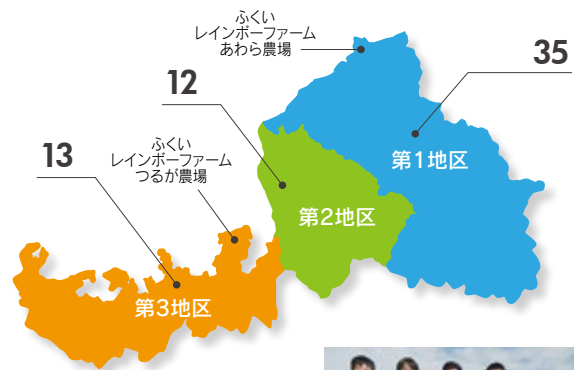 ふくい
レインボーファーム
あわら農場
35
12
第1地区
ふくい
レインボーファーム
つるが農場
13
第2地区
第3地区